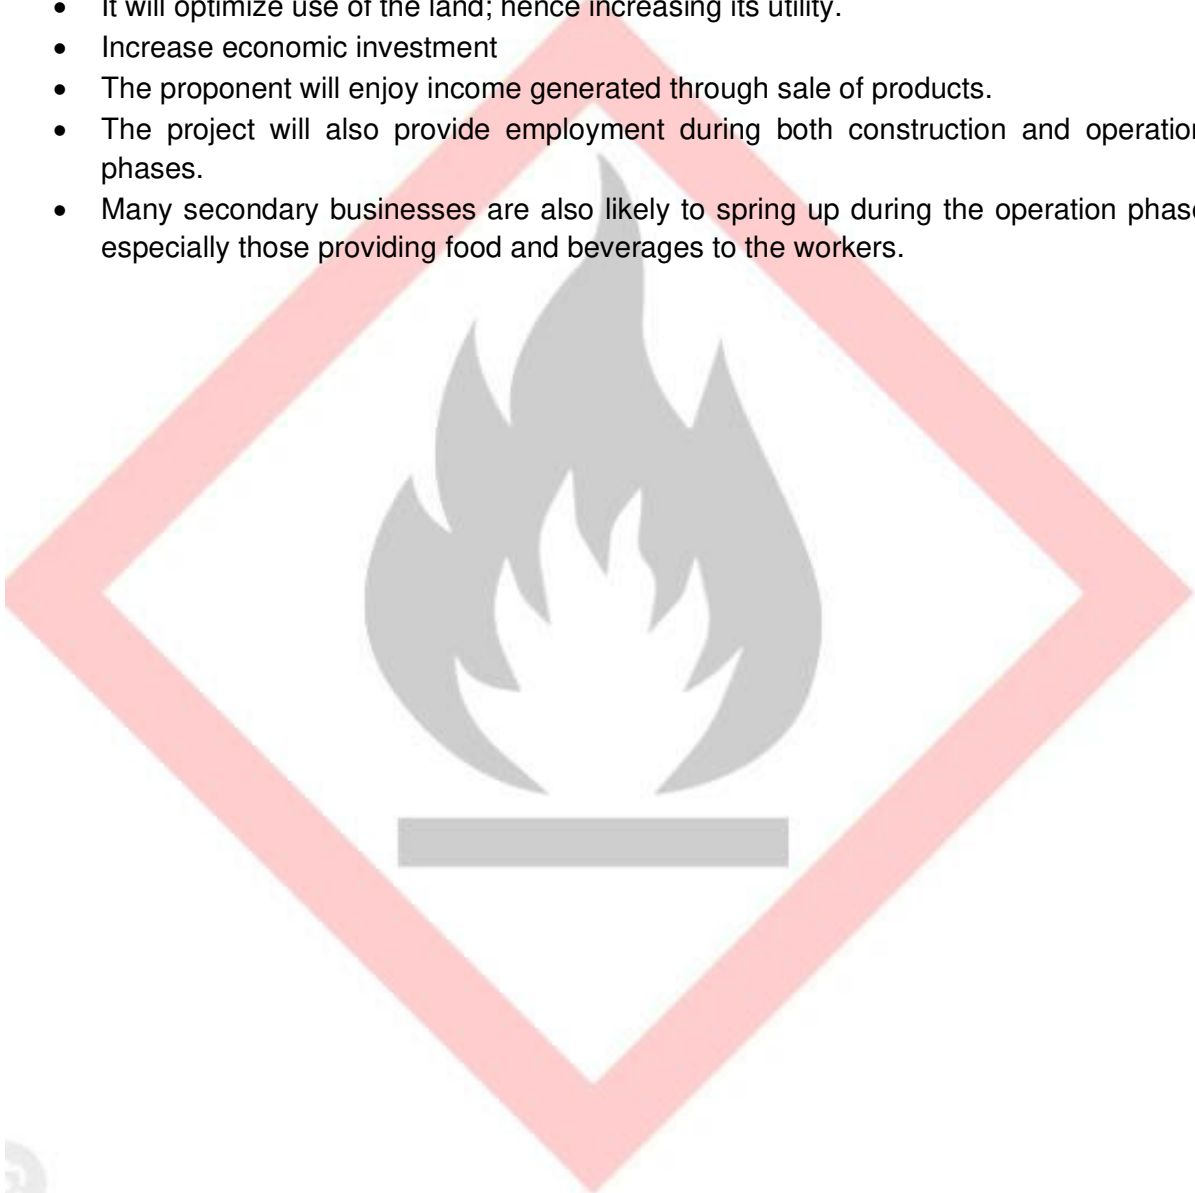 • It will optimize use of the land; hence increasing its utility.
• Increase economic investment
• The proponent will enjoy income generated through sale of products.
• The project will also provide employment during both construction and operation
phases.
• Many secondary businesses are also likely to spring up during the operation phase
especially those providing food and beverages to the workers.